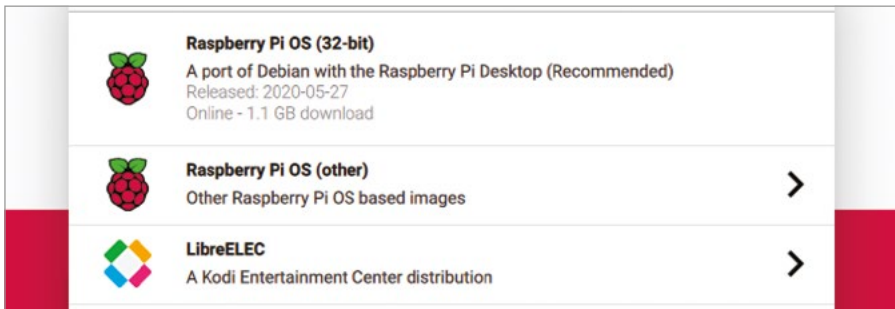 Raspberry Pi OS (32-bit)
A port of Debian with the Raspberry Pi Desktop (Recommended)
Released: 2020-05-27
Online - 1.1 GB download
Raspberry Pi OS (other)
Other Raspberry Pi OS based images
LibreELEC
A Kodi Entertainment Center distribution